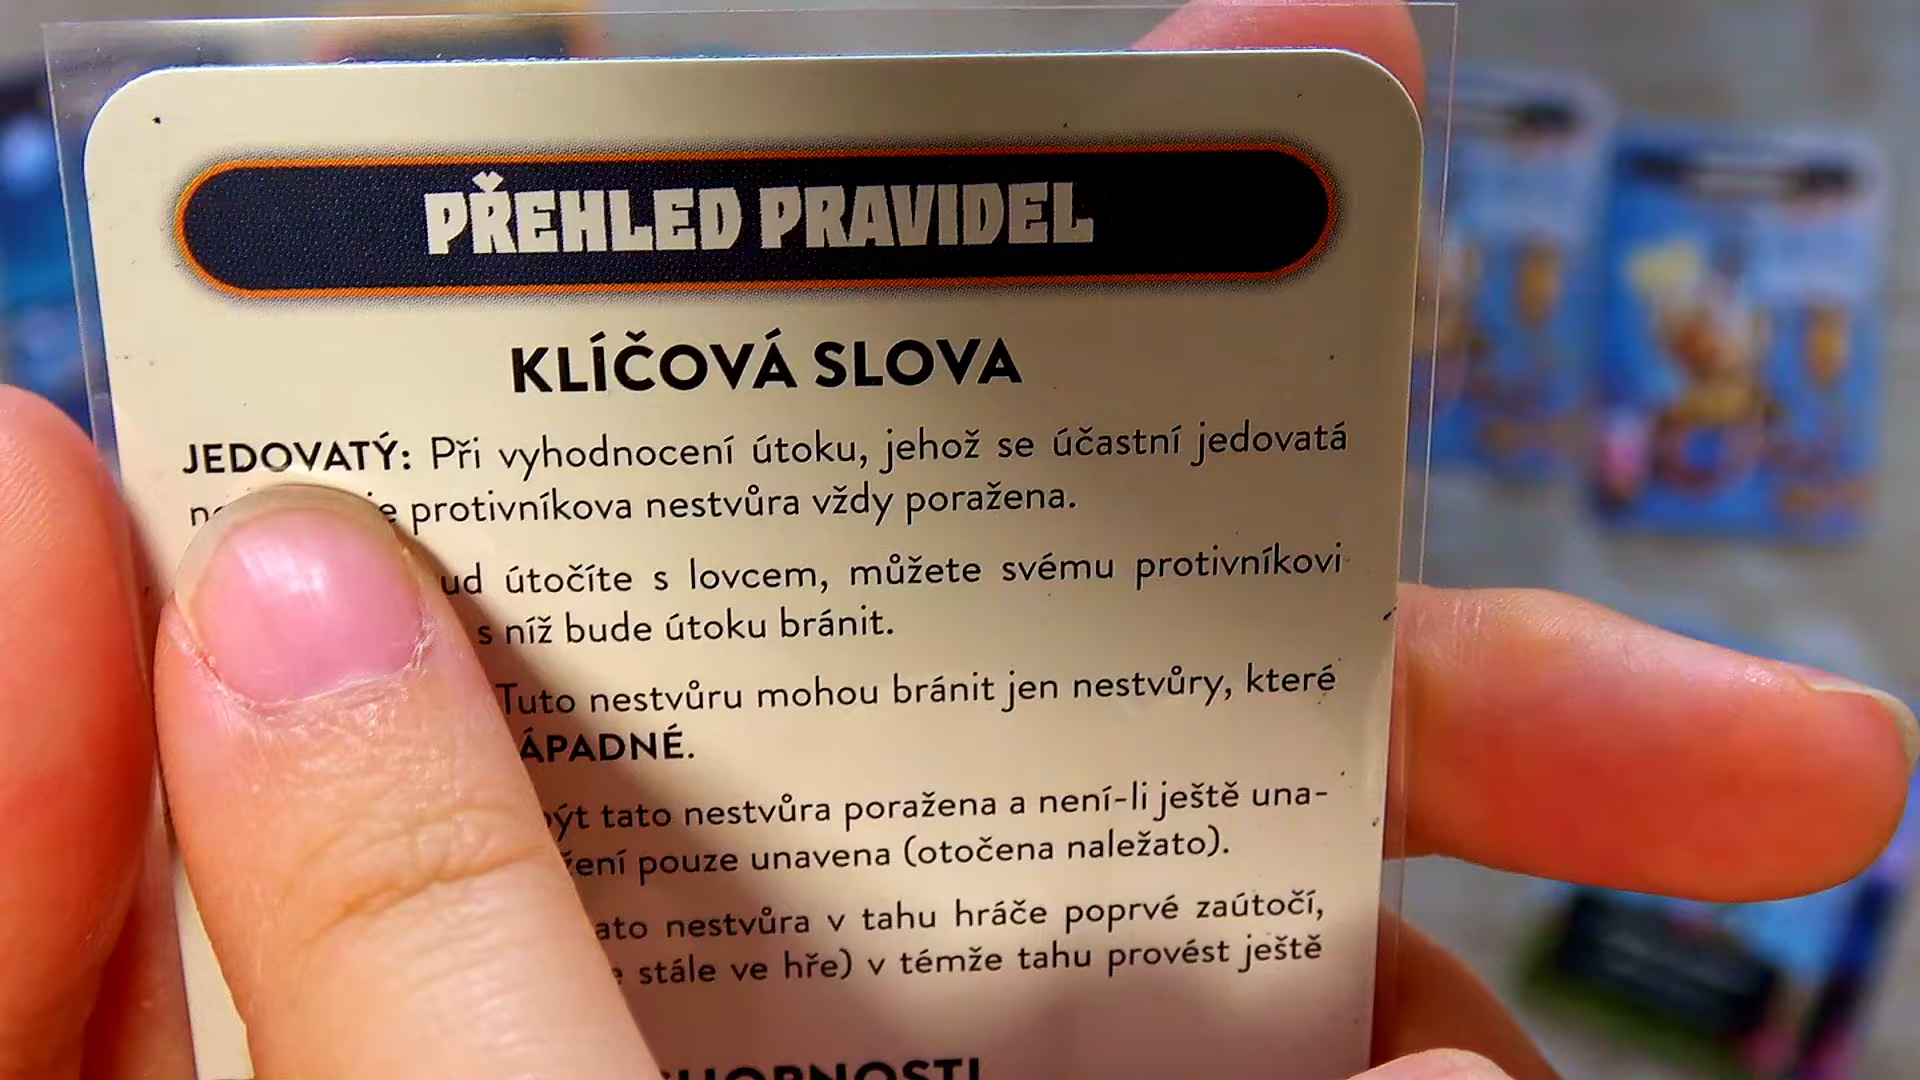 PŘEHLED PRAVIDEL
KLÍČOVÁ SLOVA
JEDOVATÝ: Při vyhodnocení útoku, jehož se účastní jedovatá
protivníkova nestvůra vždy poražena.
útočíte s lovcem, můžete svému protivníkovi
s níž bude útoku bránit.
Tuto nestvůru mohou bránit jen nestvůry, které
tato nestvůra poražena a není-li ještě una-
pouze unavena (otočena naležato).
nestvůra v tahu hráče poprvé zaútočí,
stále ve hře) v témže tahu provést ještě